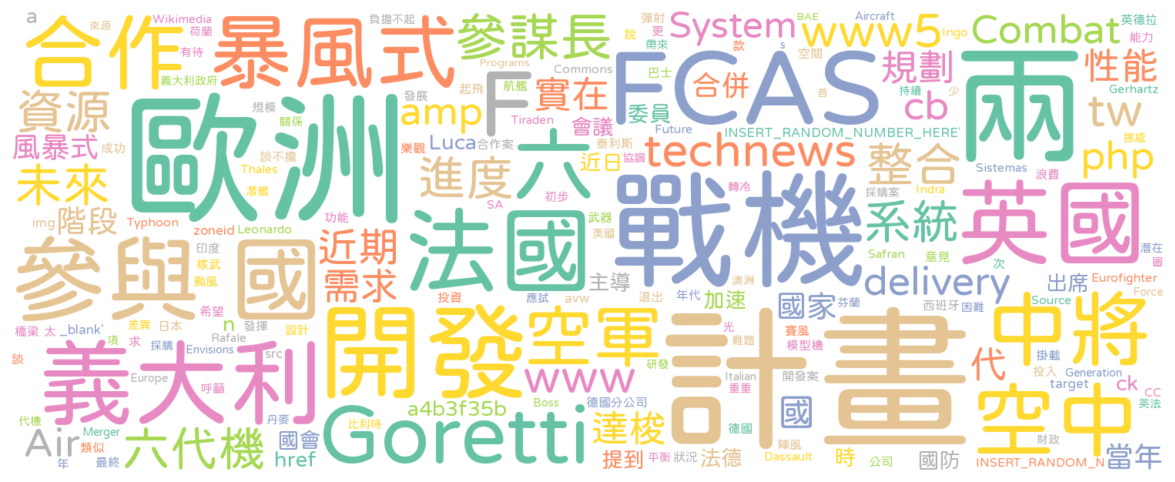 a
來源
Wikimedia
荷蘭
負擔不起
彈射
說
更
BAE
Aircraft
Ingo
英德拉
能力
合作
暴風式
參謀長
System
www5
Combat
有待
義大利政府
航艦
起飛
Programs
Commons
帶來
款
s
空間
巴士
持續
首
少
性能
Gerhartz
歐洲
F
FCAS
兩
合併
規劃
資源
發展
規模
關係
amp
實在
委員
cb
tw
挪威
Tiraden
會議
Future
INSERT_RANDOM_NUMBER_HERE'
風暴式
成功
談不攏
樂觀
Luca
合作案
泰利斯
協調
technews
整合
php
Thales
潛艦
近日
轉冷
採購案
Sistemas
浪費
Indra
未來
進度
六
SA
初步
武器
美國
戰機
英國
img
階段
Typhoon
zoneid
Leonardo
功能
法國
系統
Safran
意見
次
潛在
圖
參與國
印度
核武
颱風
近期
需求
主導
澳洲
退出
delivery
出席
Eurofighter
希望
投資
應試
avw
年代
加速
國家
芬蘭
西班牙
困難
Source
Force
橋梁
太
_blank'
差異
日本
n
發揮
設計
開發
空軍
計畫
中將
項
求
採購
Rafale
光
難題
賽風
模型機
掛載
投入
Generation
談
Envisions
src
義大利
www
研發
代
target
ck
CC
英法
Europe
呼籲
Italian
重重
開發案
空中
代機
Merger
類似
丹麥
a4b3f35b
Boss
德國分公司
國
Goretti
比利時
達梭
德國
陣風
財政
Air
六代機
國會
href
提到
平衡
狀況
法德
Dassault
時
公司
國防
INSERT_RANDOM_N
當年
年
最終